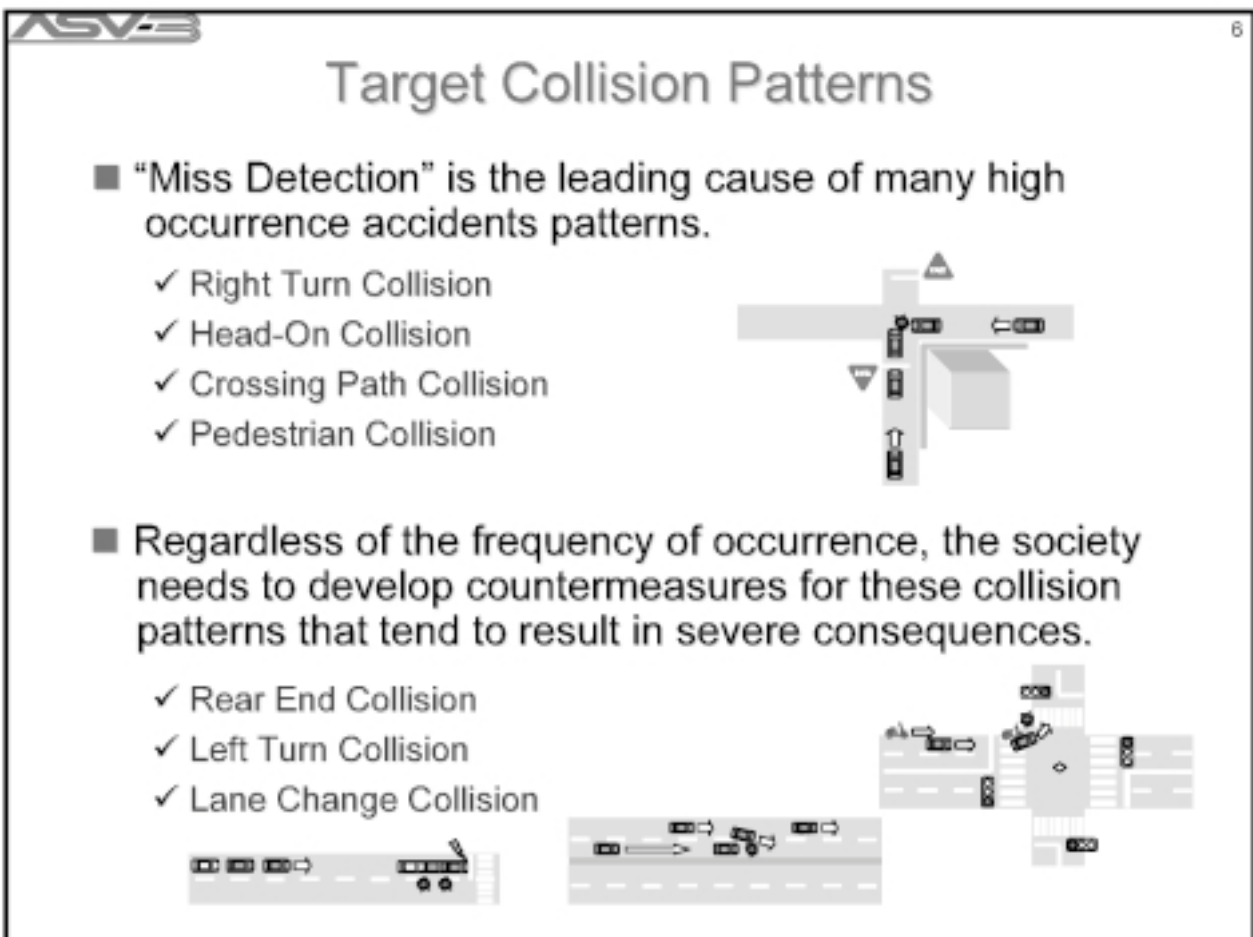 ASV-3
6
Target Collision Patterns
■ “Miss Detection” is the leading cause of many high
occurrence accidents patterns.
✓ Right Turn Collision
✓ Head-On Collision
✓ Crossing Path Collision
✓ Pedestrian Collision
■ Regardless of the frequency of occurrence, the society
needs to develop countermeasures for these collision
patterns that tend to result in severe consequences.
✓ Rear End Collision
✓ Left Turn Collision
✓ Lane Change Collision